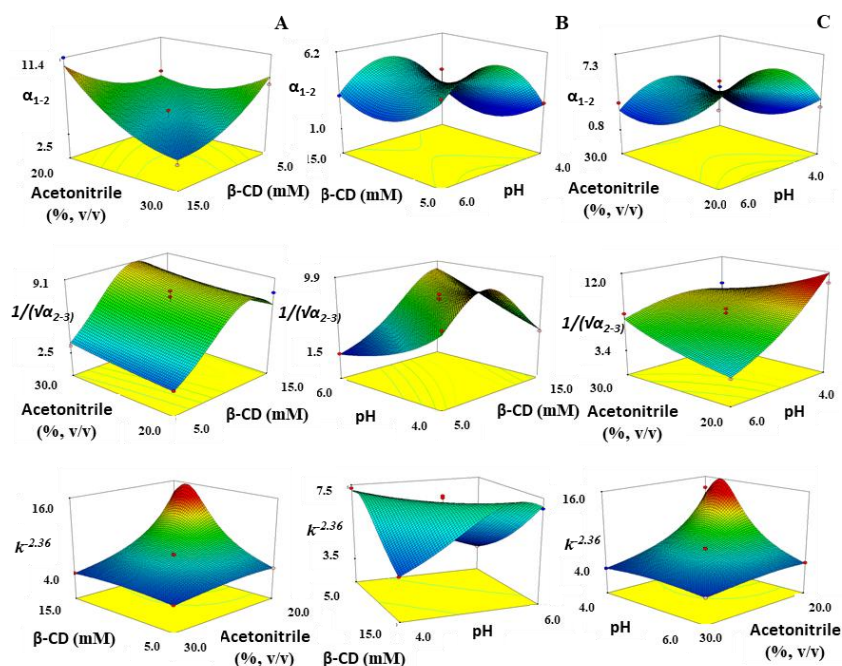 A
11.4
α1-2
2.5
20.0
Acetonitrile
(%, v/v)
30.0
15.0
β-CD (mM)
5.0
B
6.2
α1-2
1.0
15.0
β-CD (mM)
5.0
6.0
pH
4.0
C
7.3
α1-2
0.8
30.0
Acetonitrile
(%, v/v)
20.0
6.0
pH
4.0
9.1
1/(√α2-3)
2.5
30.0
Acetonitrile
(%, v/v)
20.0
5.0
β-CD (mM)
15.0
9.9
1/(√α2-3)
1.5
6.0
pH
4.0
5.0
β-CD (mM)
15.0
12.0
1/(√α2-3)
3.4
30.0
Acetonitrile
(%, v/v)
20.0
6.0
pH
4.0
16.0
k-2.36
4.0
15.0
β-CD (mM)
5.0
30.0
Acetonitrile
(%, v/v)
20.0
7.5
k-2.36
3.5
5.0
15.0
β-CD (mM)
4.0
pH
6.0
16.0
k-2.36
4.0
4.0
pH
6.0
30.0
Acetonitrile
(%, v/v)
20.0